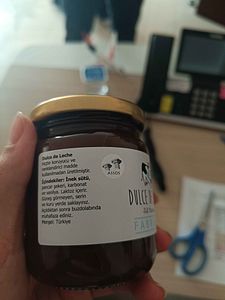 Dulce de Leche
Hiçbir koruyucu ve
renklendirici madde
kullanılmadan üretilmiştir.
İçindekiler: İnek sütü,
pancar şekeri, karbonat
ve vanilya. Laktoz içerir.
Güneş görmeyen, serin
ve kuru yerde saklayınız.
Açıldıktan sonra buzdolabında
muhafaza ediniz.
Menşei: Türkiye
ASSOS
DULCE
FAB